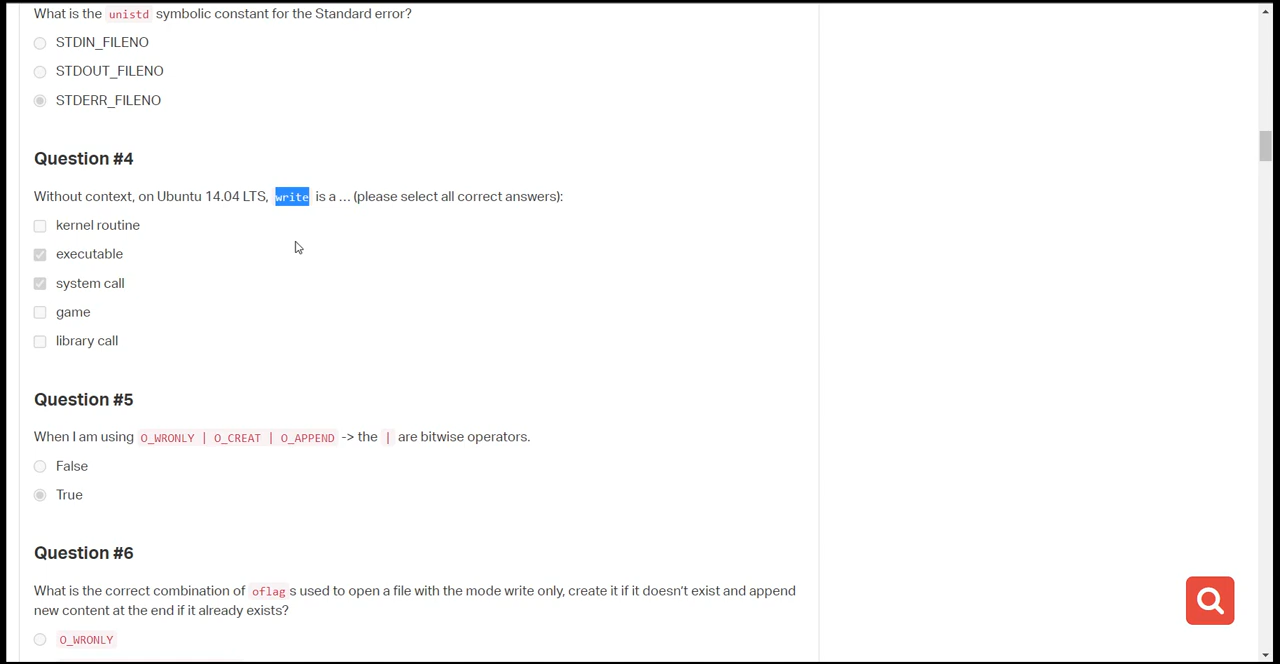 What is the unistd symbolic constant for the Standard error?
STDIN_FILENO
STDOUT_FILENO
STDERR_FILENO
Question #4
Without context, on Ubuntu 14.04 LTS, write is a … (please select all correct answers):
kernel routine
executable
system call
game
library call
Question #5
When I am using O_WRONLY | O_CREAT | O_APPEND -> the | are bitwise operators.
False
True
Question #6
What is the correct combination of oflag s used to open a file with the mode write only, create it if it doesn’t exist and append
new content at the end if it already exists?
O_WRONLY